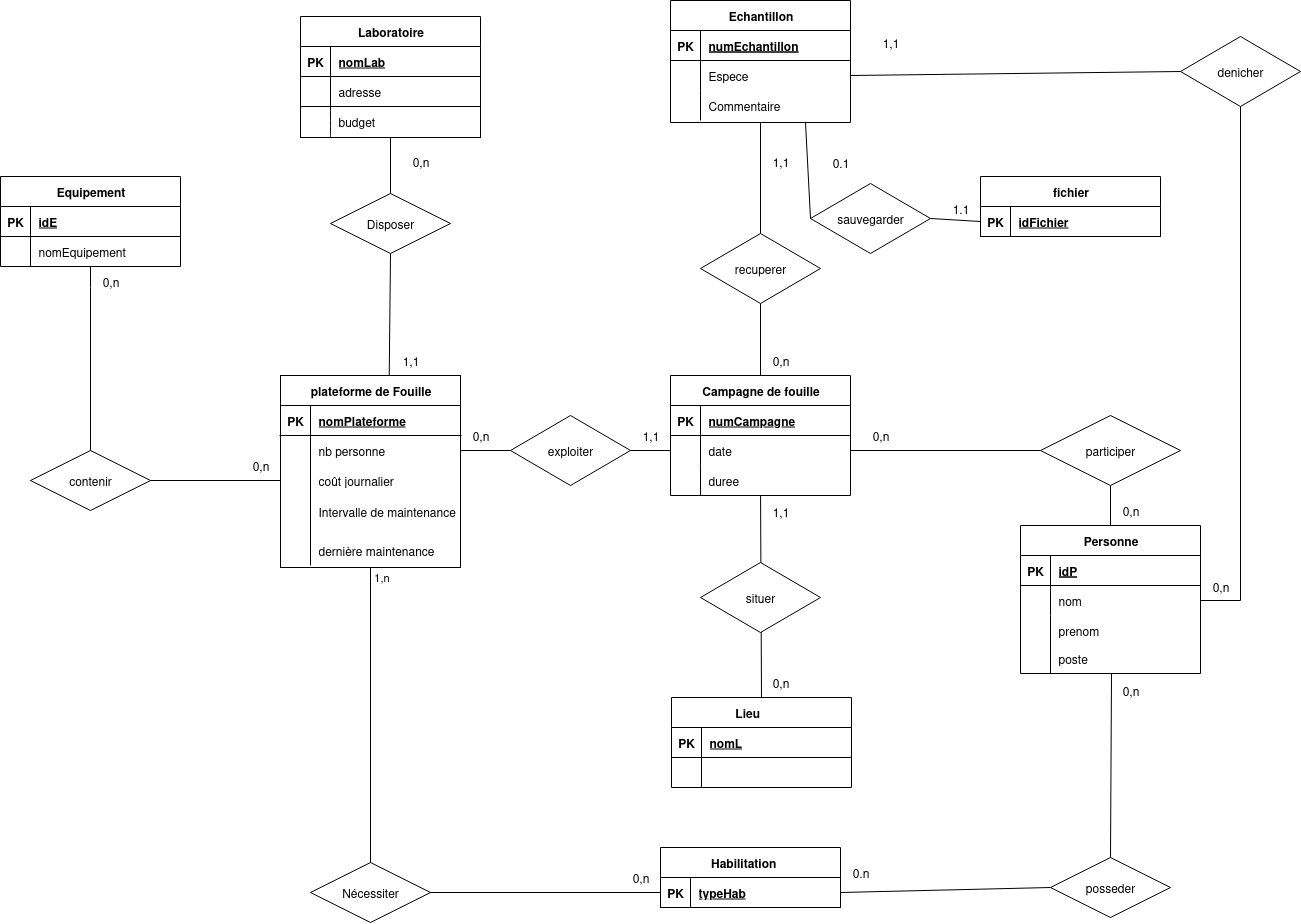 Echantillon
PK numEchantillon
Espece
Commentaire
Laboratoire
PK nomLab
adresse
budget
1,1
denicher
0,n
1,1
0.1
Equipement
PK idE
nomEquipement
fichier
PK idFichier
1.1
sauvegarder
Disposer
recuperer
0,n
1,1
0,n
plateforme de Fouille
PK nomPlateforme
nb personne
coût journalier
Intervalle de maintenance
dernière maintenance
Campagne de fouille
PK numCampagne
date
duree
0,n
exploiter
1,1
0,n
participer
0,n
contenir
1,1
0,n
Personne
PK idP
nom
prenom
poste
0,n
1,n
situer
0,n
0,n
Lieu
PK nomL
Habilitation
PK typeHab
0,n
0.n
Nécessiter
posseder